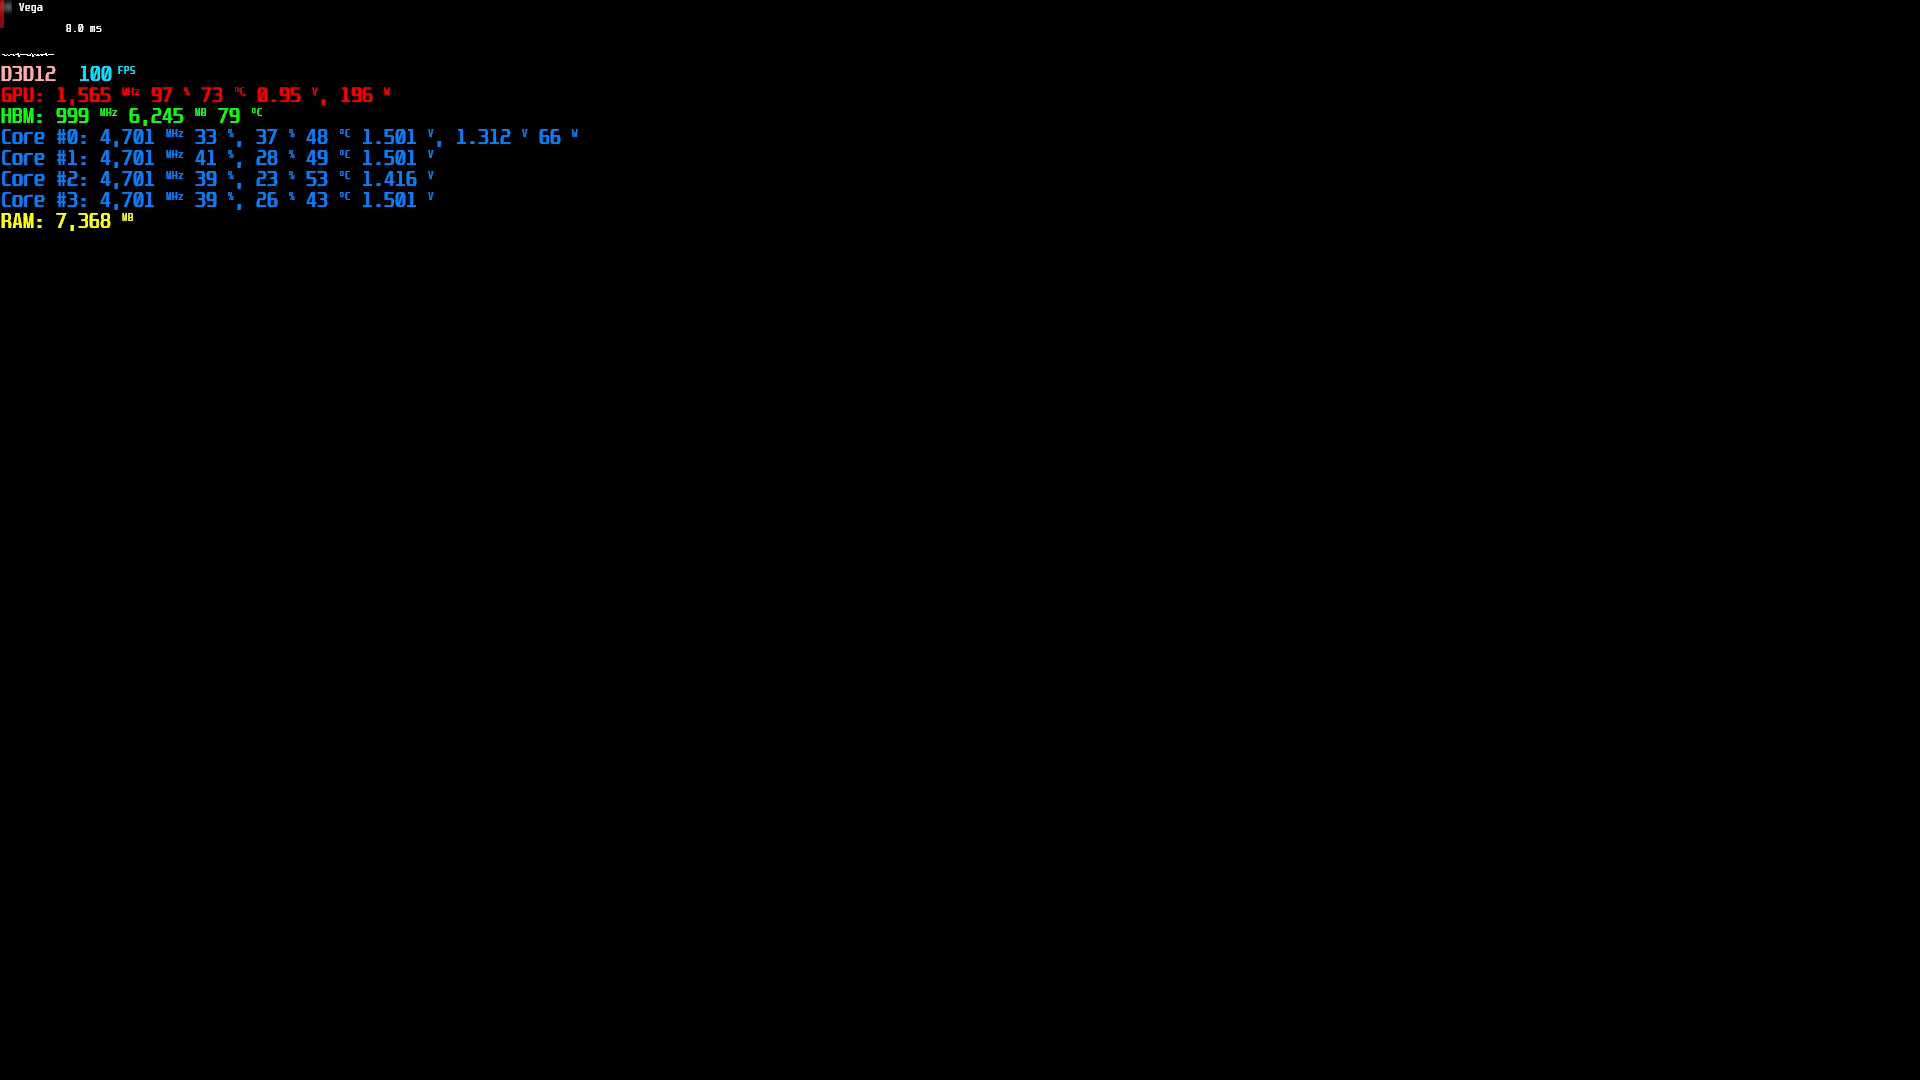 Vega
8.0 ms
D3D12 100 FPS
GPU: 1,565 MHz 97 % 73 °C 0.95 V, 196 W
HBM: 999 MHz 6,245 MB 79 °C
Core #0: 4,701 MHz 33 %, 37 % 48 °C 1.501 V, 1.312 V 66 W
Core #1: 4,701 MHz 41 %, 28 % 49 °C 1.501 V
Core #2: 4,701 MHz 39 %, 23 % 53 °C 1.416 V
Core #3: 4,701 MHz 39 %, 26 % 43 °C 1.501 V
RAM: 7,368 MB